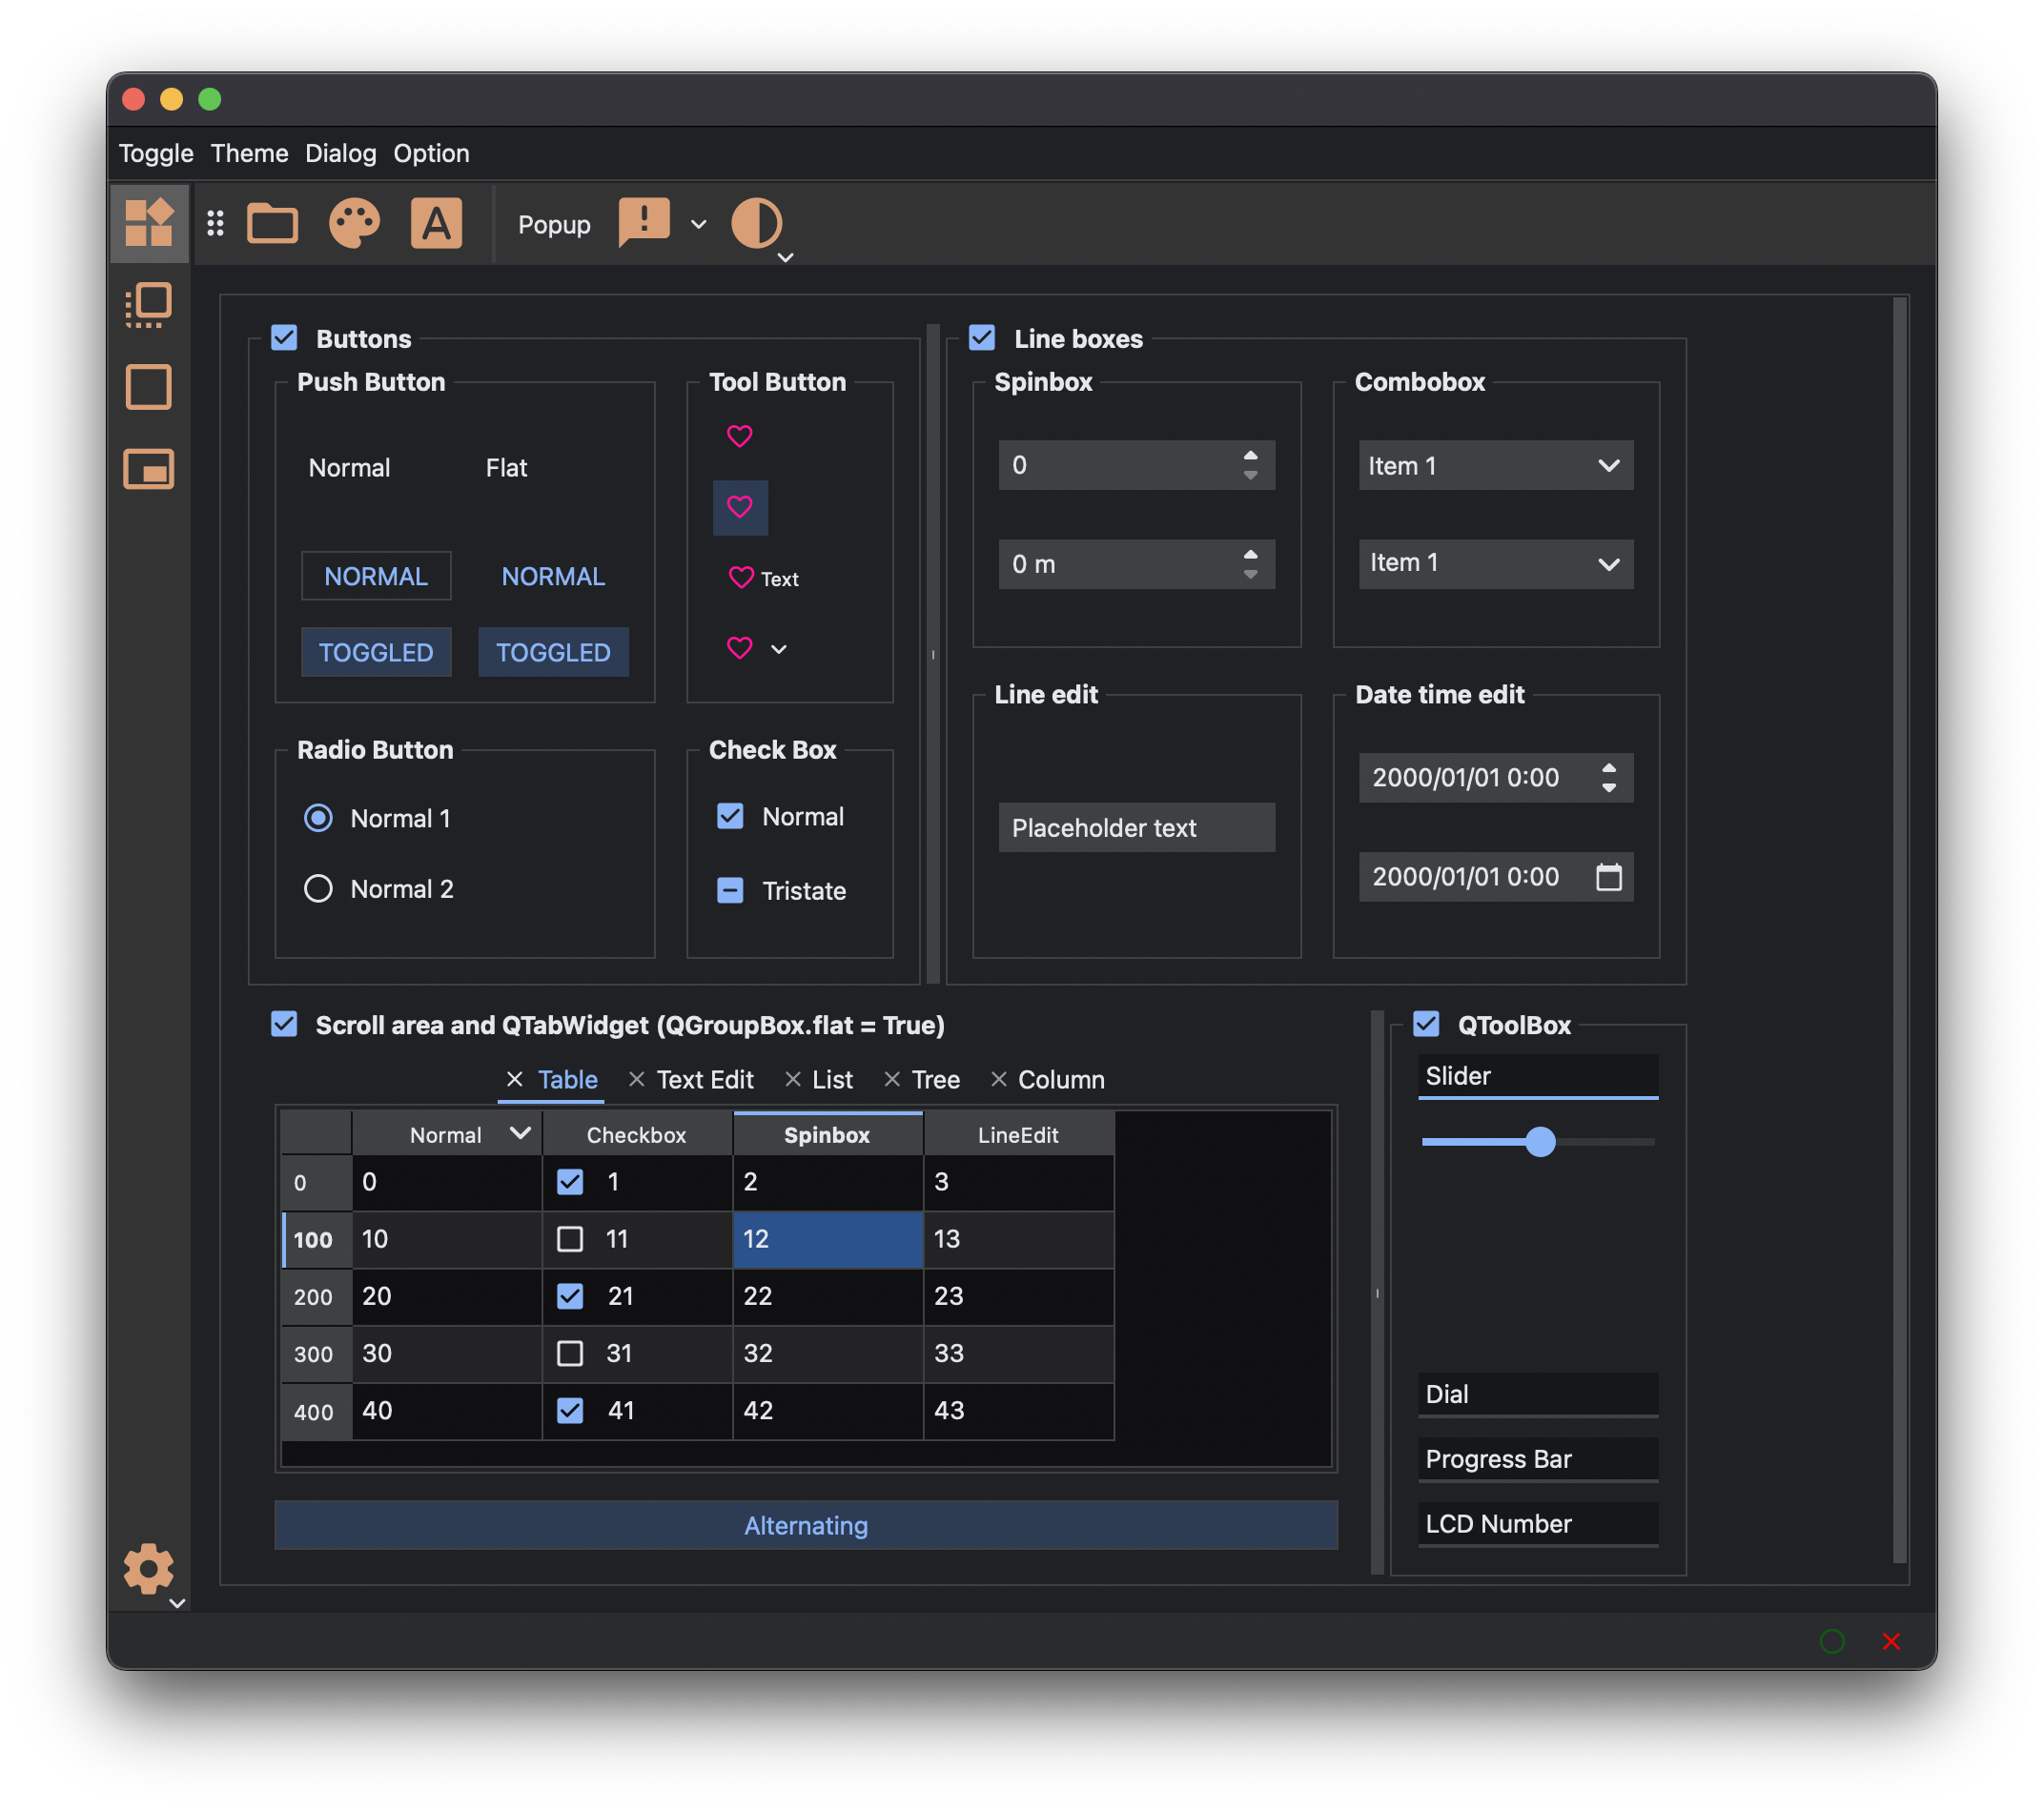 Toggle Theme Dialog Option
Popup
Buttons
Push Button
Normal Flat
NORMAL NORMAL
TOGGLED TOGGLED
Tool Button
Text
Radio Button
Normal 1
Normal 2
Check Box
Normal
Tristate
Line boxes
Spinbox
0
0 m
Combobox
Item 1
Item 1
Line edit
Placeholder text
Date time edit
2000/01/01 0:00
2000/01/01 0:00
Scroll area and QTabWidget (QGroupBox.flat = True)
Table Text Edit List Tree Column
Normal Checkbox Spinbox LineEdit
0 0 1 2 3
100 10 11 12 13
200 20 21 22 23
300 30 31 32 33
400 40 41 42 43
Alternating
QToolBox
Slider
Dial
Progress Bar
LCD Number